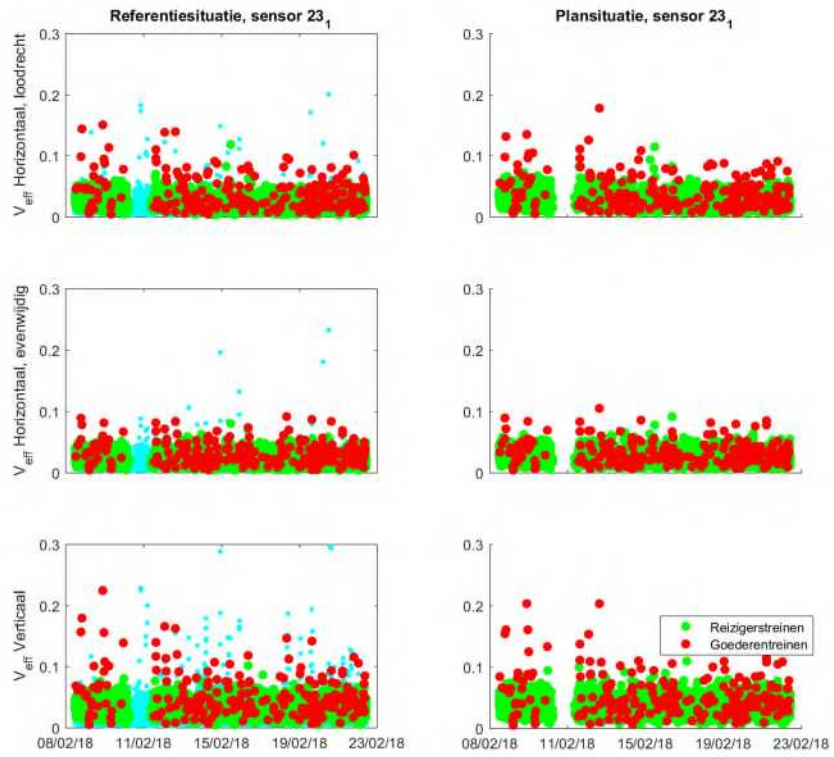 Referentiesituatie, sensor 23₁
Plansituatie, sensor 23₁
V_eff Horizontaal, loodrecht
0.3
0.2
0.1
0
0.3
0.2
0.1
0
V_eff Horizontaal, evenwijdig
0.3
0.2
0.1
0
0.3
0.2
0.1
0
V_eff Verticaal
0.3
0.2
0.1
0
08/02/18 11/02/18 15/02/18 19/02/18 23/02/18
0.3
0.2
0.1
0
08/02/18 11/02/18 15/02/18 19/02/18 23/02/18
Reizigerstreinen
Goederentreinen